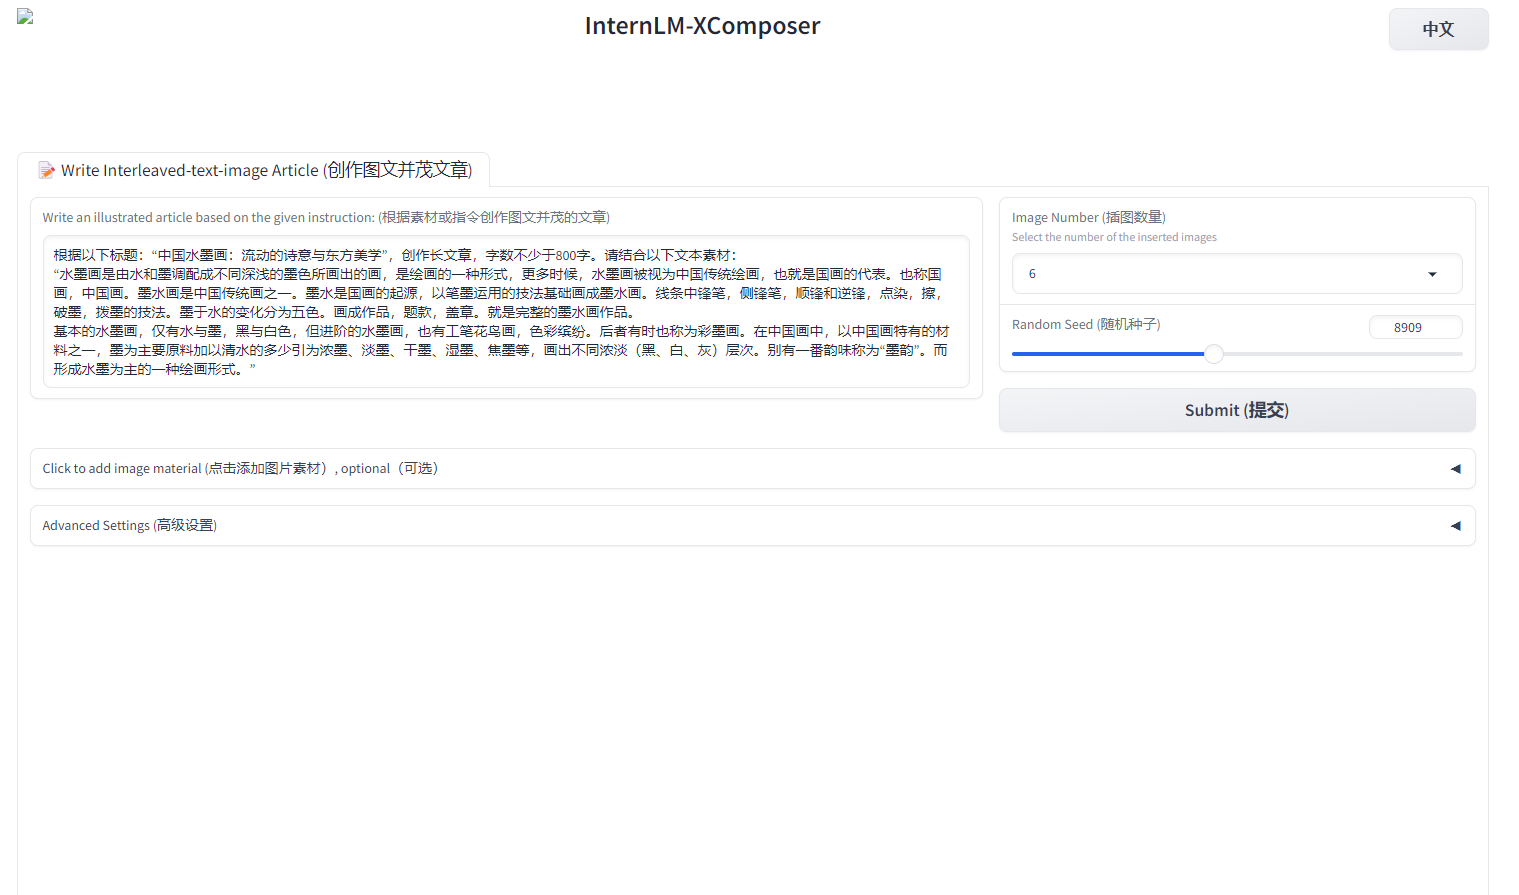 InternLM-XComposer
中文
📝 Write Interleaved-text-image Article (创作图文并茂文章)
Write an illustrated article based on the given instruction: (根据素材或指令创作图文并茂的文章)
根据以下标题：“中国水墨画：流动的诗意与东方美学”，创作长文章，字数不少于800字。请结合以下文本素材：
“水墨画是由水和墨调配成不同深浅的墨色所画出的画，是绘画的一种形式，更多时候，水墨画被视为中国传统绘画，也就是国画的代表。也称国
画，中国画。墨水画是中国传统画之一。墨水是国画的起源，以笔墨运用的技法基础画成墨水画。线条中锋笔，侧锋笔，顺锋和逆锋，点染，擦，
破墨，拨墨的技法。墨于水的变化分为五色。画成作品，题款，盖章。就是完整的墨水画作品。
基本的水墨画，仅有水与墨，黑与白色，但进阶的水墨画，也有工笔花鸟画，色彩缤纷。后者有时也称为彩墨画。在中国画中，以中国画特有的材
料之一，墨为主要原料加以清水的多少引为浓墨、淡墨、干墨、湿墨、焦墨等，画出不同浓淡（黑、白、灰）层次。别有一番韵味称为“墨韵”。而
形成水墨为主的一种绘画形式。”
Image Number (插图数量)
Select the number of the inserted images
6
Random Seed (随机种子)
8909
Submit (提交)
Click to add image material (点击添加图片素材）, optional（可选）
Advanced Settings (高级设置)